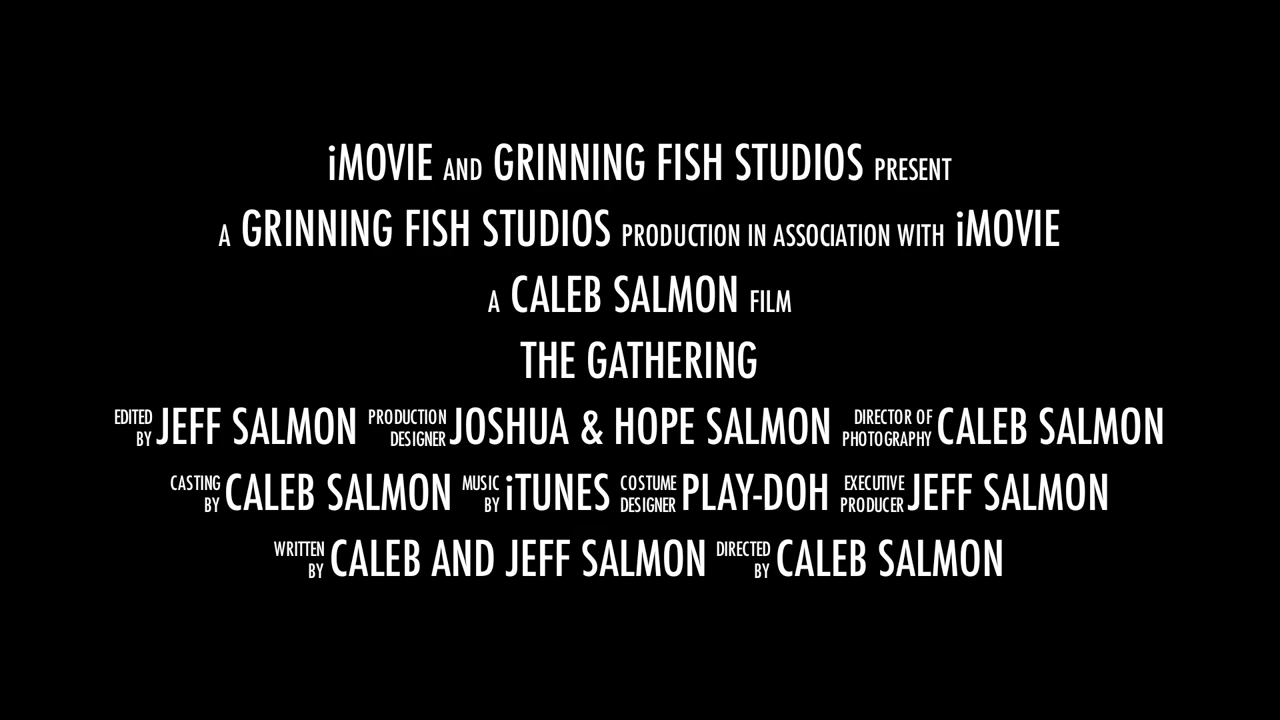 iMOVIE AND GRINNING FISH STUDIOS PRESENT
A GRINNING FISH STUDIOS PRODUCTION IN ASSOCIATION WITH iMOVIE
A CALEB SALMON FILM
THE GATHERING
EDITED BY JEFF SALMON PRODUCTION DESIGNER JOSHUA & HOPE SALMON DIRECTOR OF PHOTOGRAPHY CALEB SALMON
CASTING BY CALEB SALMON MUSIC BY iTUNES COSTUME DESIGNER PLAY-DOH EXECUTIVE PRODUCER JEFF SALMON
WRITTEN BY CALEB AND JEFF SALMON DIRECTED BY CALEB SALMON